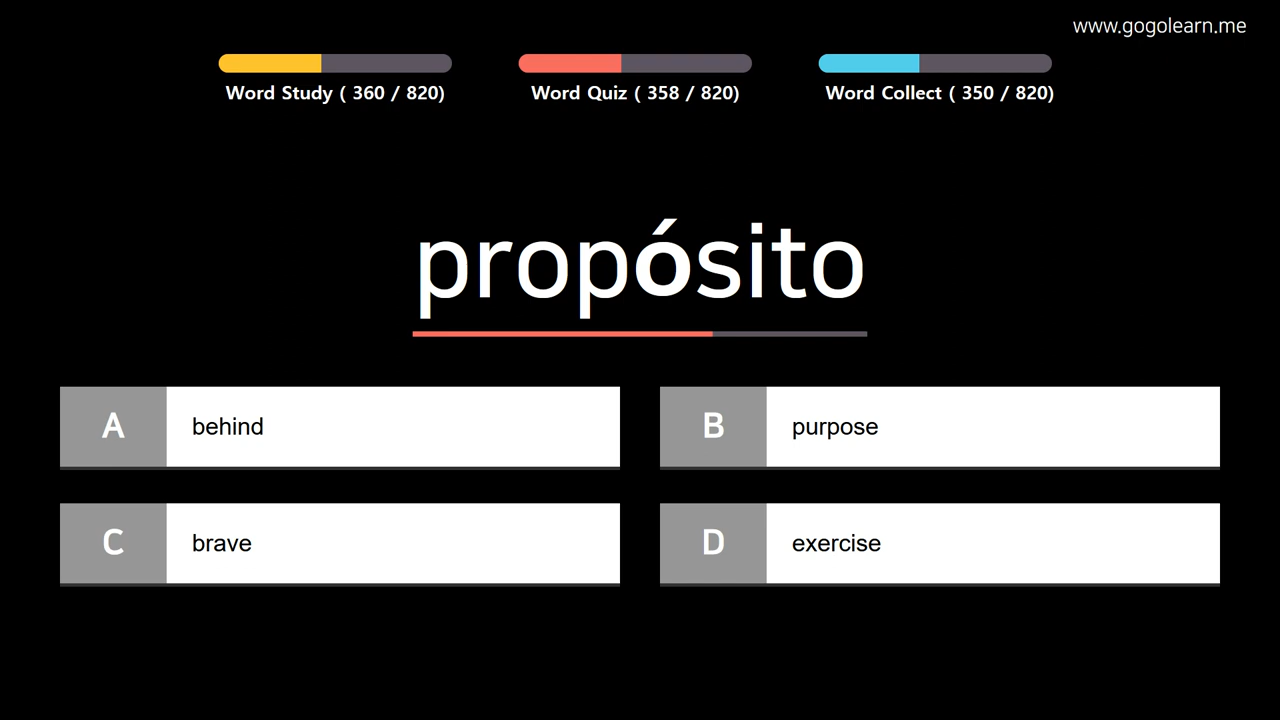 www.gogolearn.me
Word Study ( 360 / 820)
Word Quiz ( 358 / 820)
Word Collect ( 350 / 820)
propósito
A behind
B purpose
C brave
D exercise